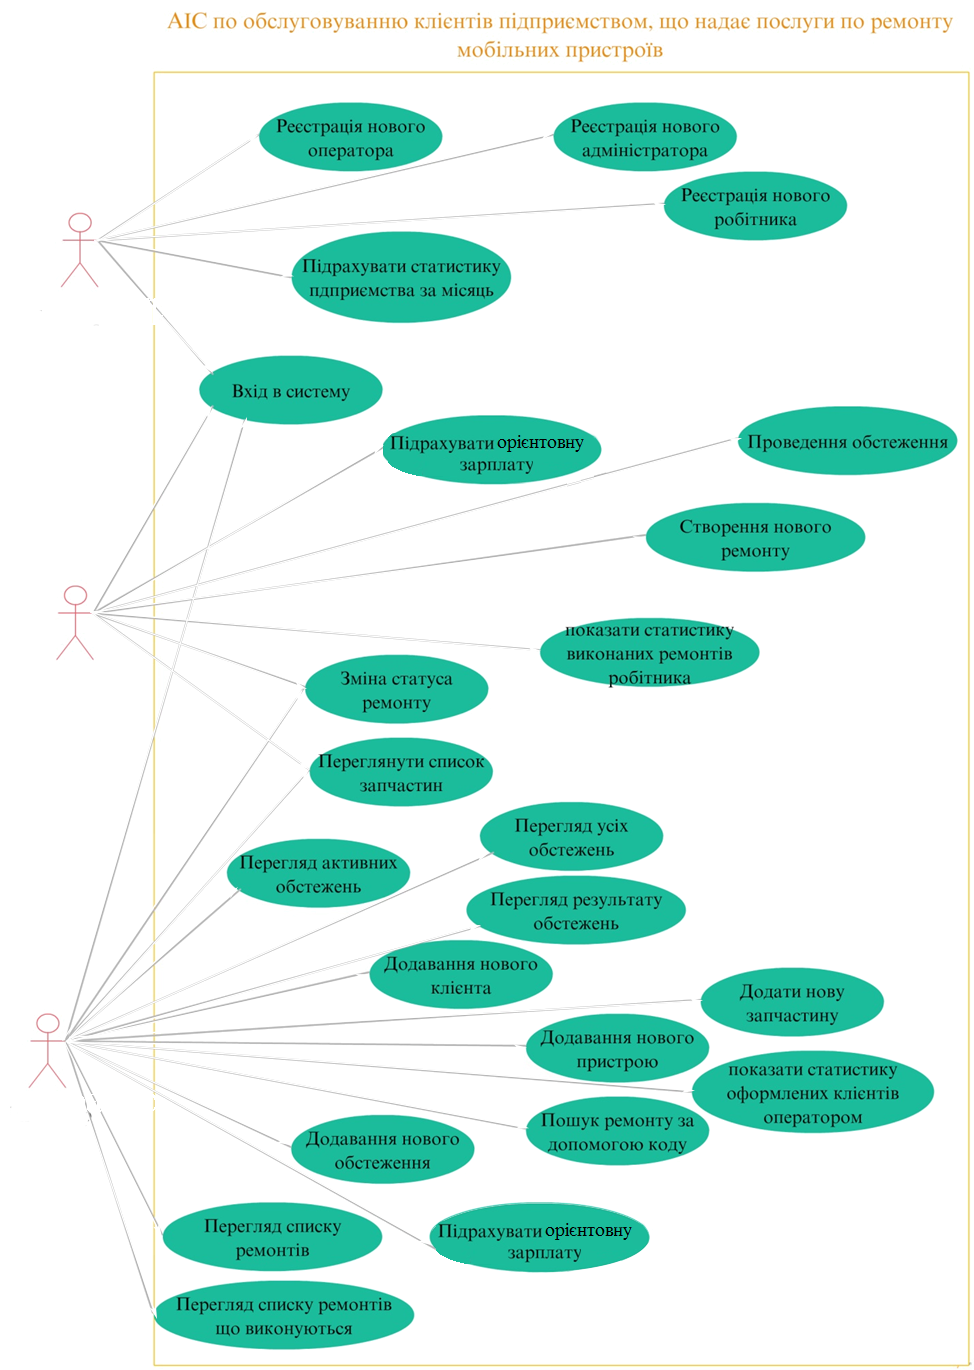 АІС по обслуговуванню клієнтів підприємством, що надає послуги по ремонту
мобільних пристроїв
Реєстрація нового
оператора
Реєстрація нового
адміністратора
Реєстрація нового
робітника
Підрахувати статистику
пдприємства за місяць
Вхід в систему
Підрахувати орієнтовну
зарплату
Проведення обстеження
Створення нового
ремонту
показати статистику
виконаних ремонтів
робітника
Зміна статуса
ремонту
Переглянути список
запчастин
Перегляд усіх
обстежень
Перегляд активних
обстежень
Перегляд результату
обстежень
Додавання нового
клієнта
Додати нову
запчастину
Додавання нового
пристрою
показати статистику
оформлених клієнтів
оператором
Пошук ремонту за
допомогою коду
Додавання нового
обстеження
Перегляд списку
ремонтів
Підрахувати орієнтовну
зарплату
Перегляд списку ремонтів
що виконуються